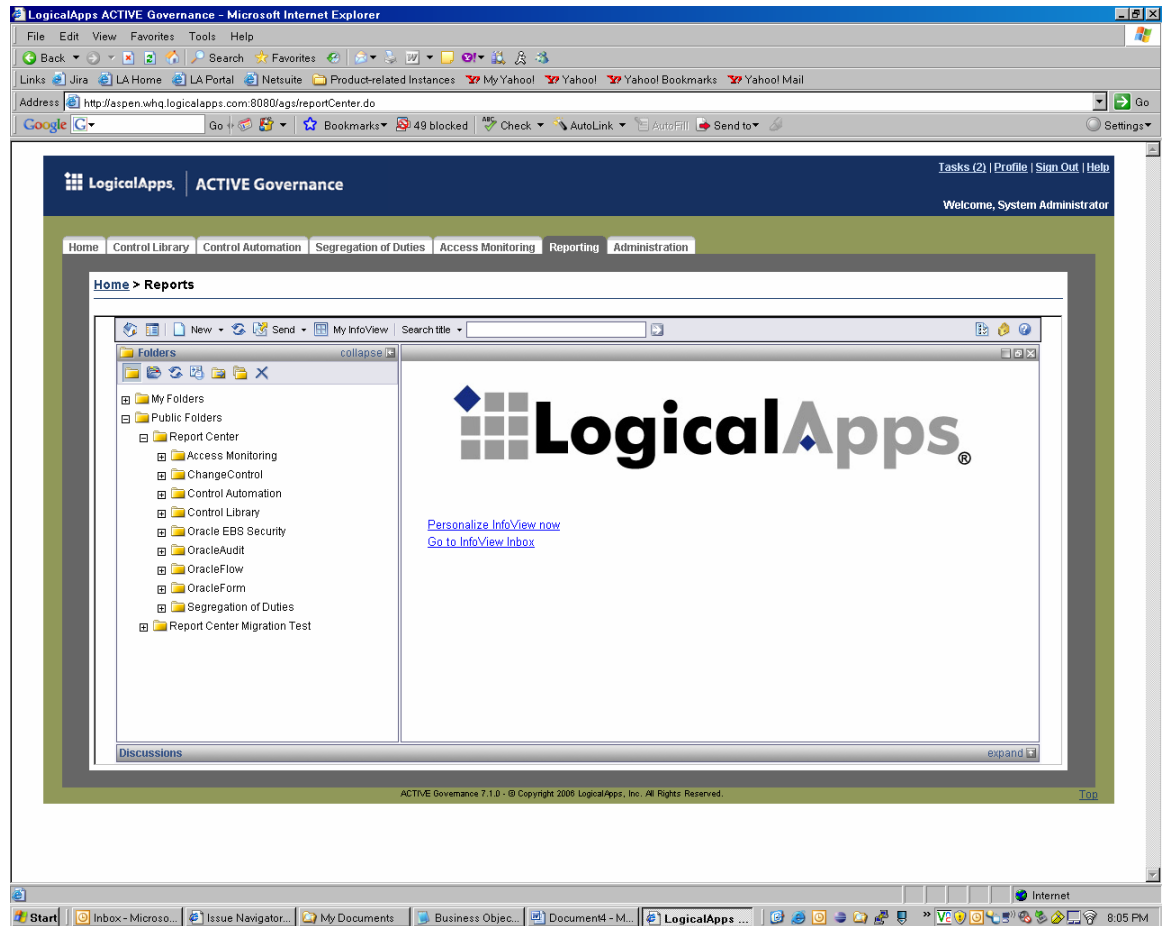 LogicalApps ACTIVE Governance - Microsoft Internet Explorer
File Edit View Favorites Tools Help
Back Search Favorites
Links Jira LA Home LA Portal Netsuite Product-related Instances My Yahoo! Yahoo! Yahoo! Bookmarks Yahoo! Mail
Address http://aspen.whq.logicalapps.com:8080/ags/reportCenter.do Go
Google G Go Bookmarks 49 blocked ABC Check AutoLink AutoFill Send to Settings
Tasks (2) | Profile | Sign Out | Help
LogicalApps. ACTIVE Governance
Welcome, System Administrator
Home Control Library Control Automation Segregation of Duties Access Monitoring Reporting Administration
Home > Reports
New Send My InfoView Search title
Folders collapse
My Folders
Public Folders
Report Center
Access Monitoring
ChangeControl
Control Automation
Control Library
Oracle EBS Security
OracleAudit
OracleFlow
OracleForm
Segregation of Duties
Report Center Migration Test
LogicalApps®
Personalize InfoView now
Go to InfoView Inbox
Discussions expand
ACTIVE Governance 7.1.0 - © Copyright 2006 LogicalApps, Inc. All Rights Reserved. Top
Internet
Start Inbox - Microso... Issue Navigator... My Documents Business Objec... Document4 - M... LogicalApps ... 8:05 PM